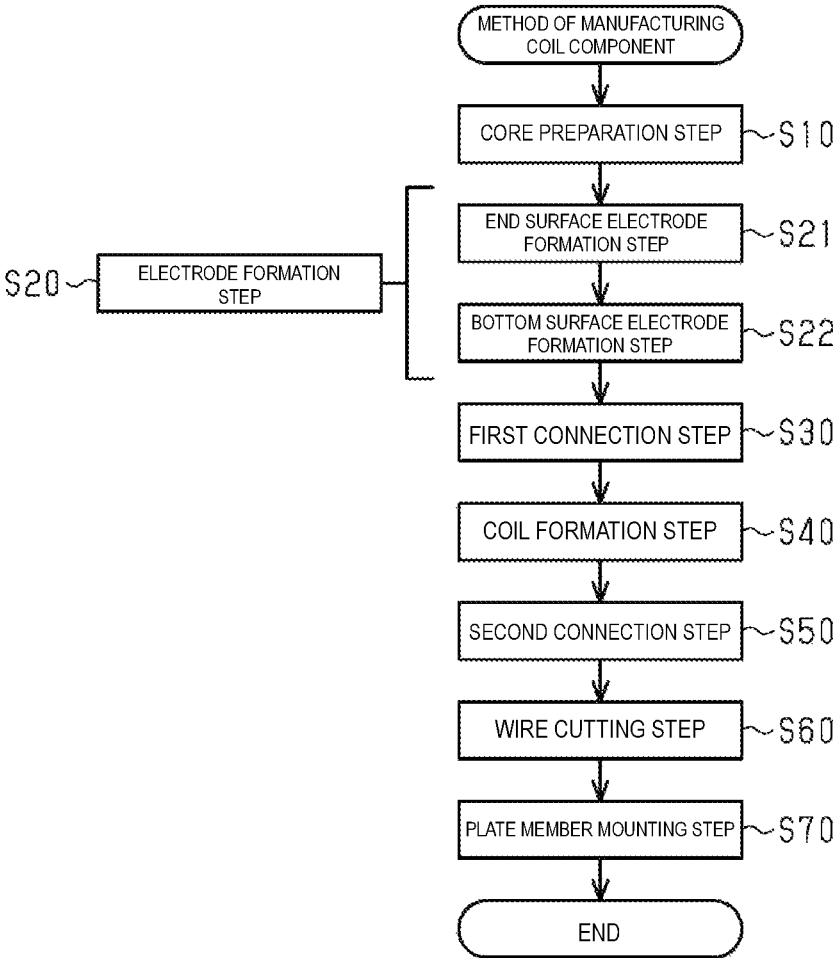 METHOD OF MANUFACTURING
COIL COMPONENT
CORE PREPARATION STEP
S10
END SURFACE ELECTRODE
FORMATION STEP
S21
S20
ELECTRODE FORMATION
STEP
BOTTOM SURFACE ELECTRODE
FORMATION STEP
S22
FIRST CONNECTION STEP
S30
COIL FORMATION STEP
S40
SECOND CONNECTION STEP
S50
WIRE CUTTING STEP
S60
PLATE MEMBER MOUNTING STEP
S70
END